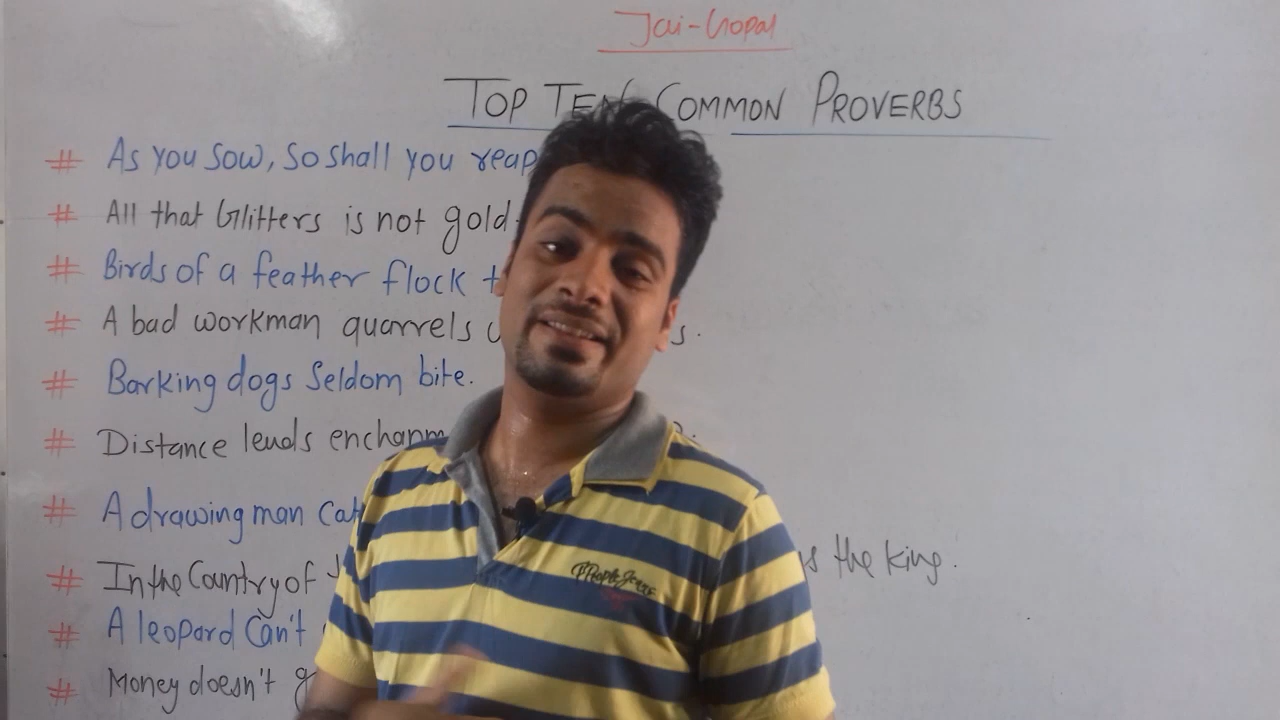 Jai-Gopal
TOP TEN COMMON PROVERBS
# As you sow, so shall you reap
# All that Glitters is not gold.
# Birds of a feather flock
# A bad workman quarrels
# Barking dogs seldom bite.
# Distance lends
# A drawing man
# In the Country of the king.
# A leopard can't
# Money doesn't
People Jeans